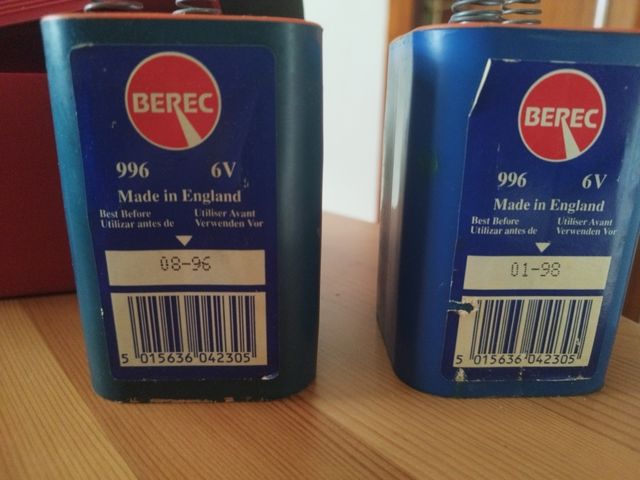 BEREC
996 6V
Made in England
Best Before Utiliser Avant
Utilizar antes de Verwenden Vor
08-96
5 015636 042305
BEREC
996 6V
Made in England
Best Before Utiliser Avant
Utilizar antes de Verwenden Vor
01-98
5 015636 042305